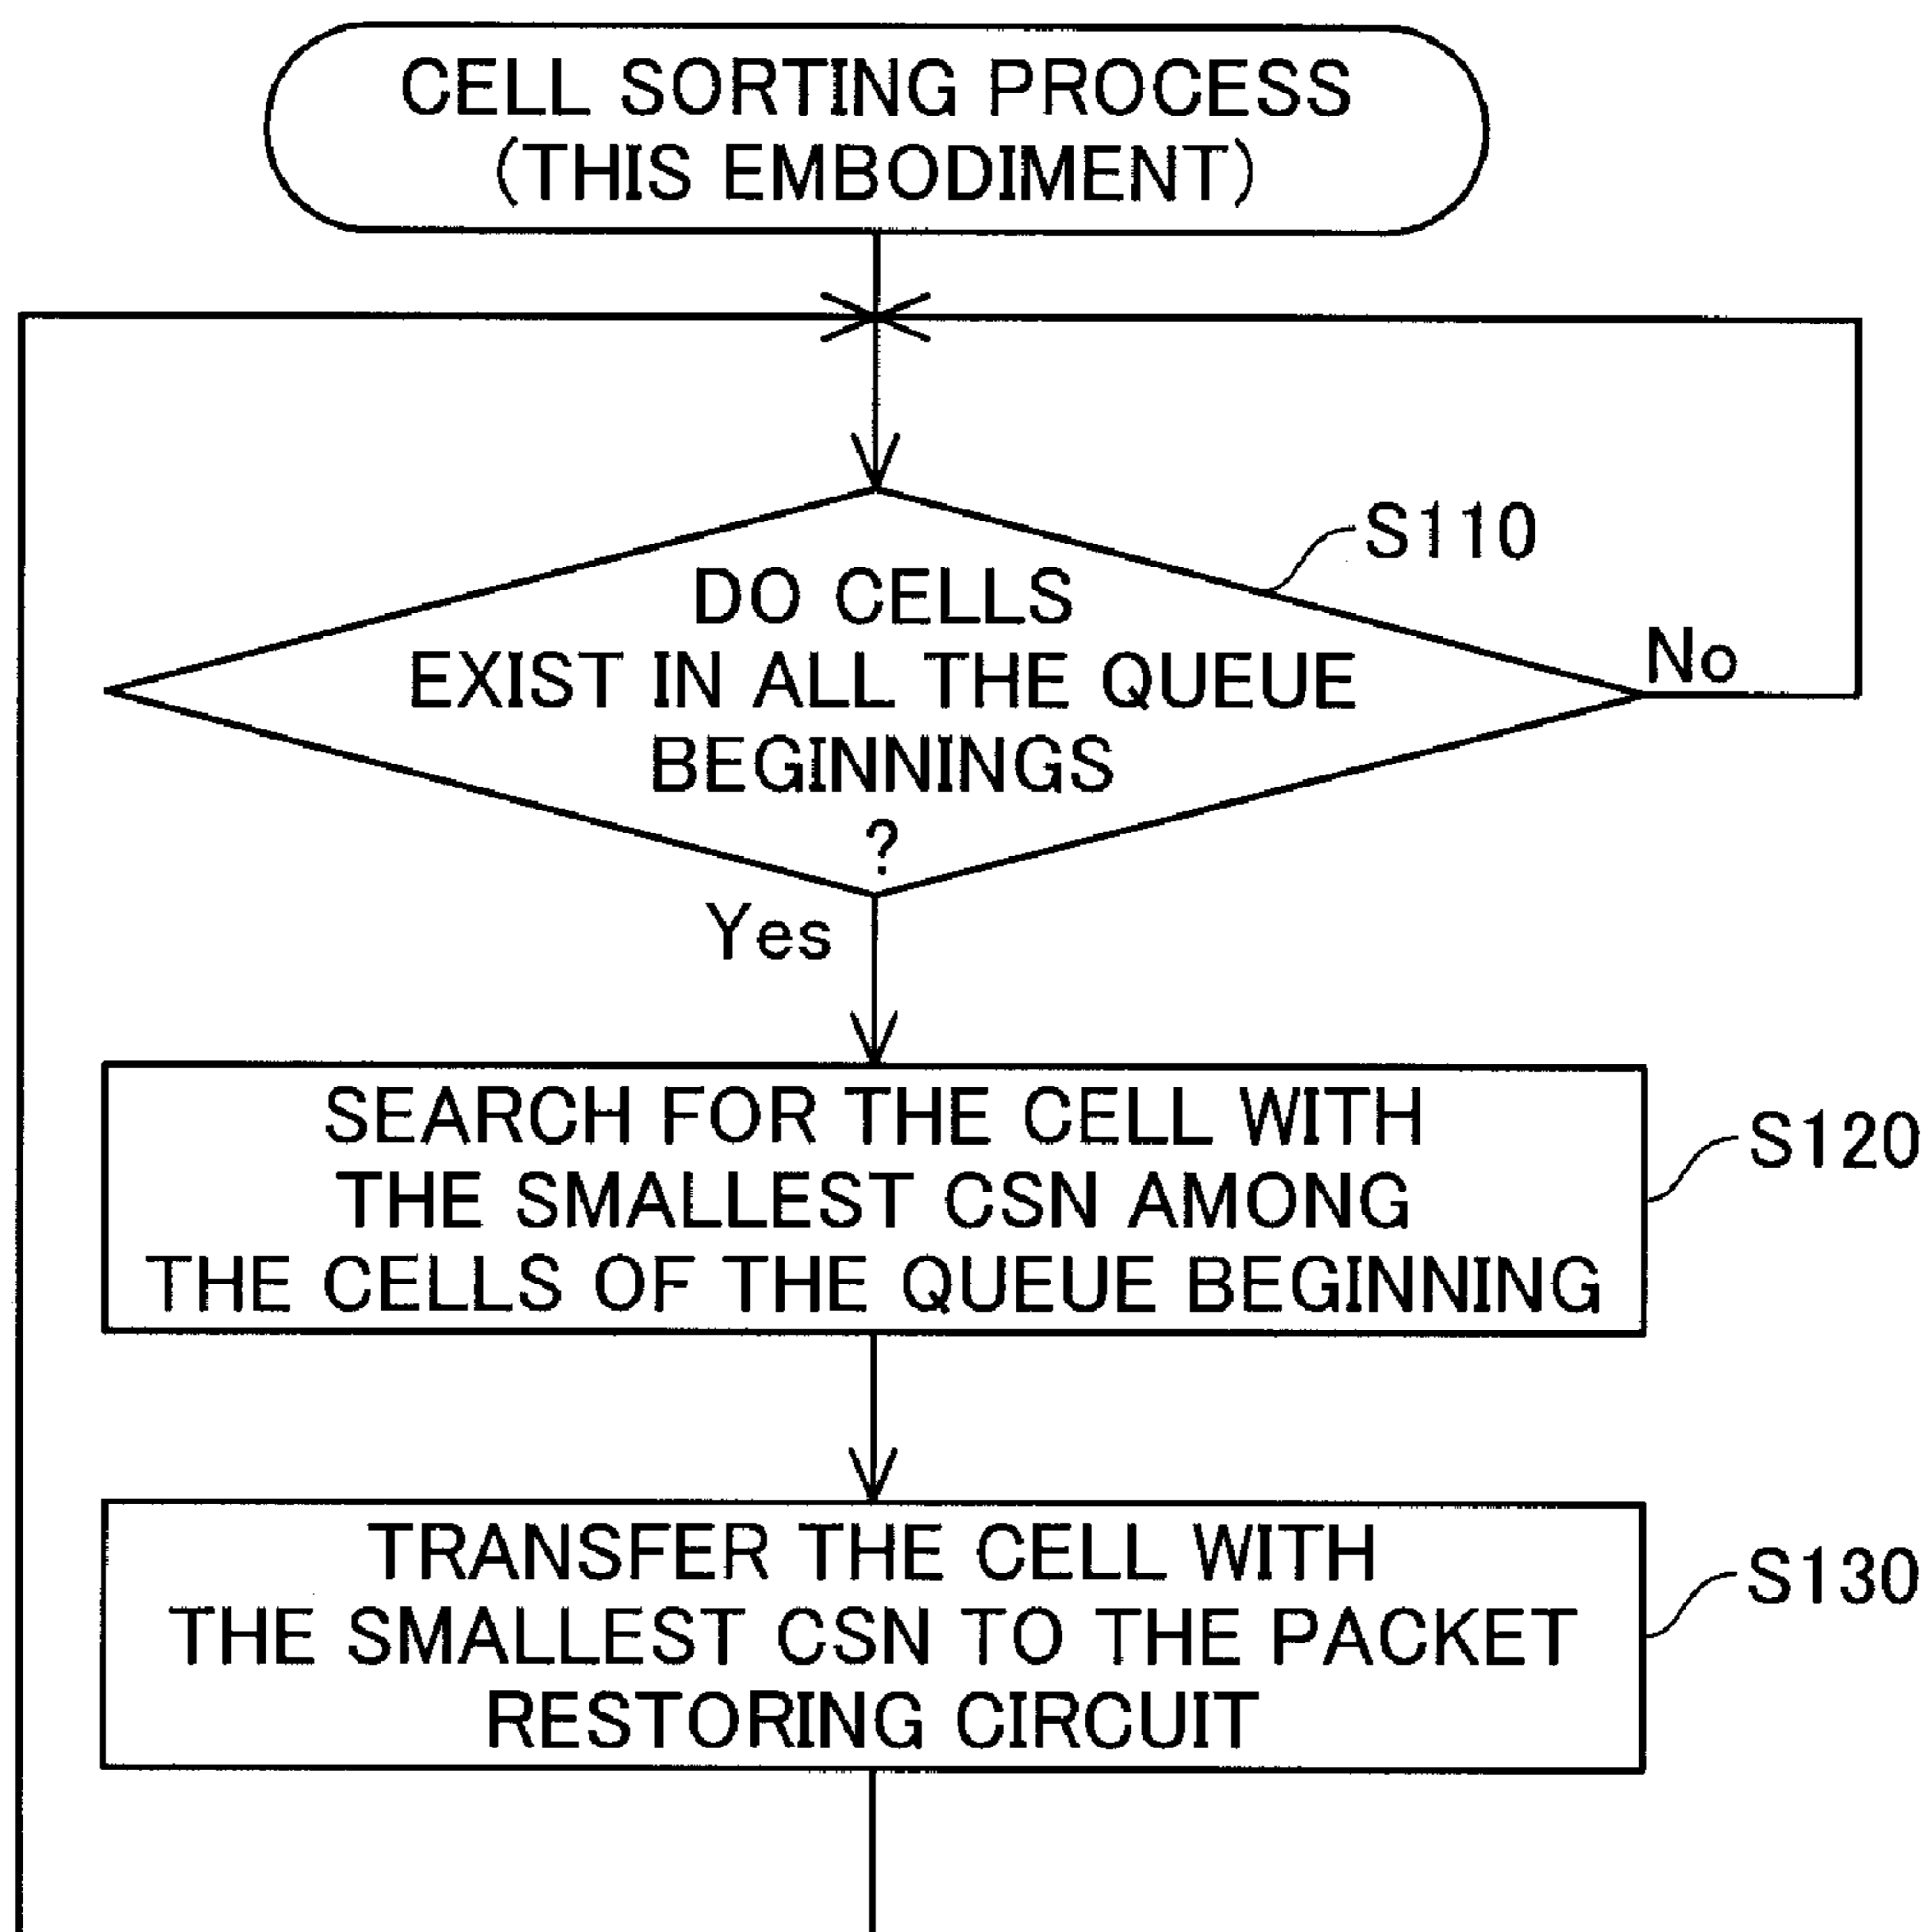 CELL SORTING PROCESS
(THIS EMBODIMENT)
S110
DO CELLS
EXIST IN ALL THE QUEUE
BEGINNINGS
?
No
Yes
SEARCH FOR THE CELL WITH
THE SMALLEST CSN AMONG
THE CELLS OF THE QUEUE BEGINNING
S120
TRANSFER THE CELL WITH
THE SMALLEST CSN TO THE PACKET
RESTORING CIRCUIT
S130